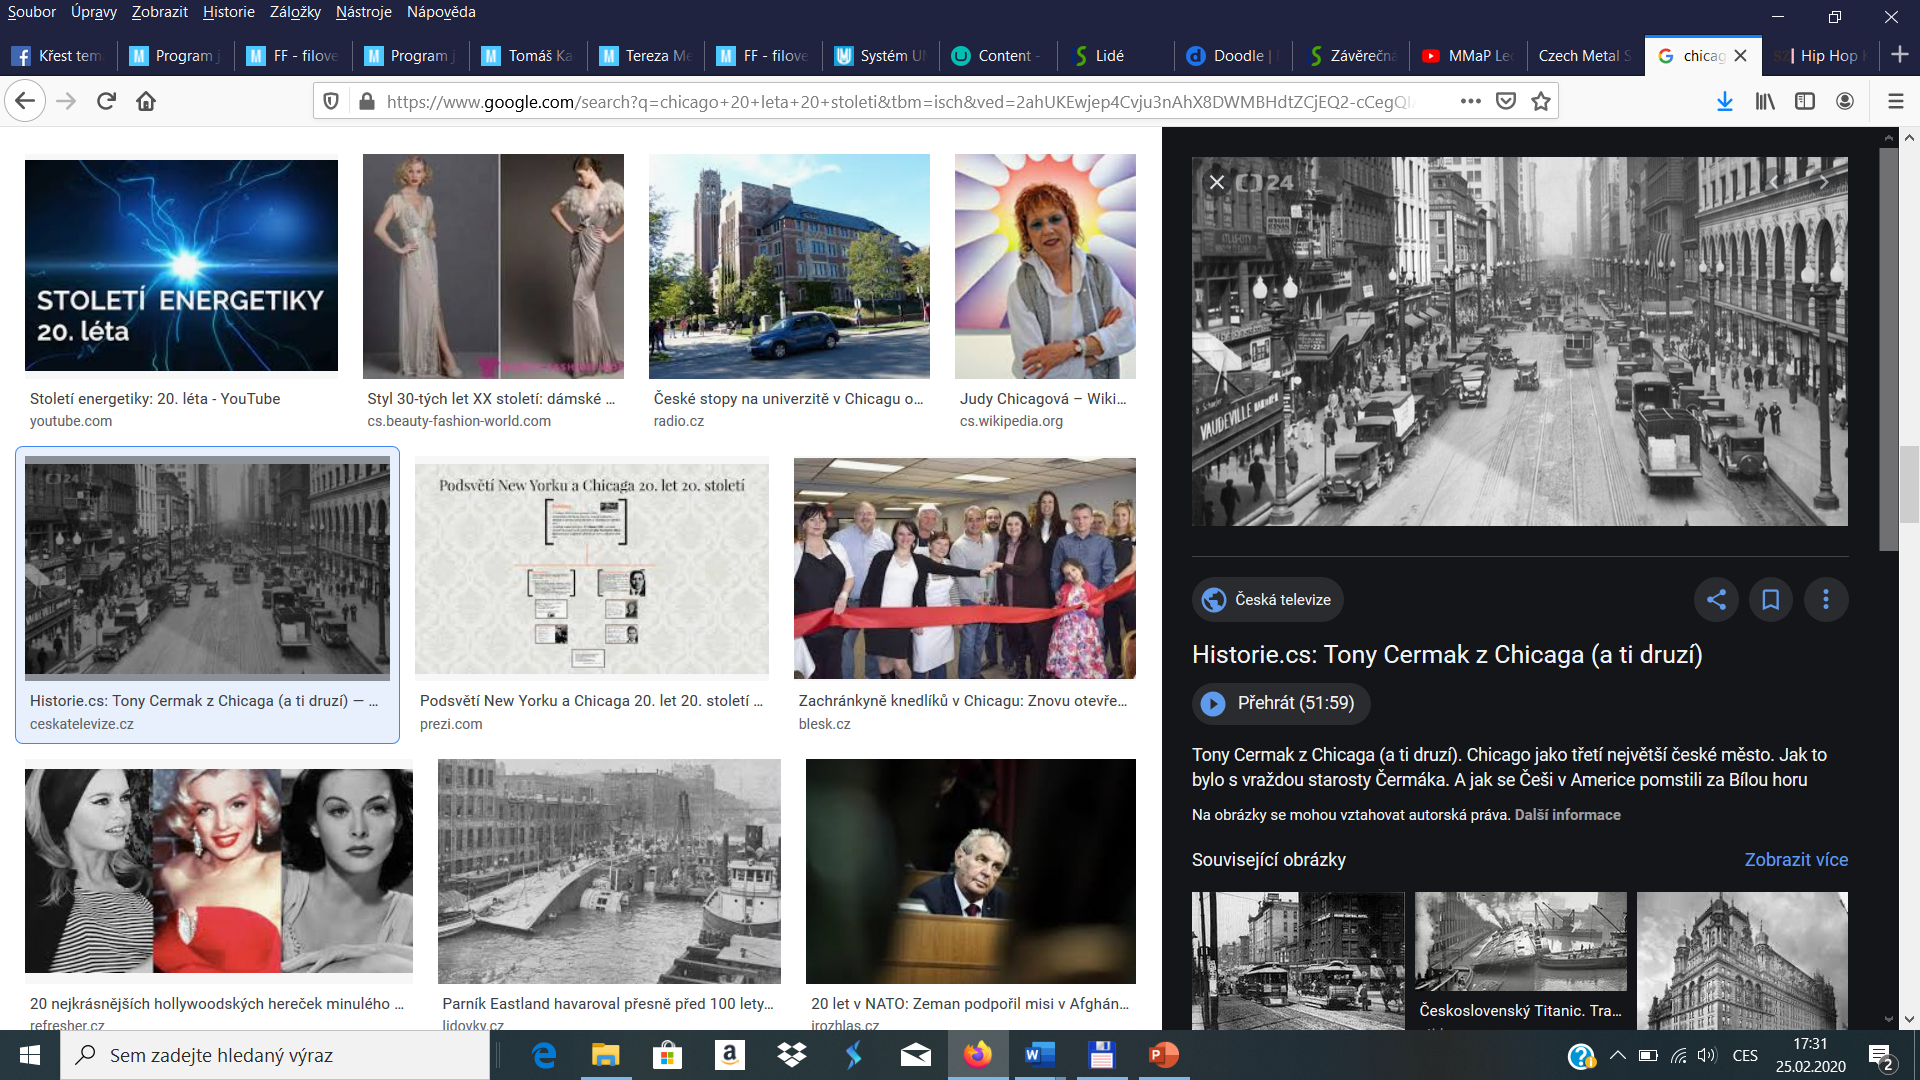 Soubor Úpravy Zobrazit Historie Záložky Nástroje Nápověda
Křest tem
Program j
FF - filove
Program j
Tomáš Ka
Tereza Me
FF - filove
Systém UN
Content -
Lidé
Doodle |
Závěrečná
MMaP Lec
Czech Metal S
chicag
Hip Hop
https://www.google.com/search?q=chicago+20+leta+20+stoleti&tbm=isch&ved=2ahUKEwjep4Cvju3nAhX8DWMBHdtZCjEQ2-cCegQI
STOLETÍ ENERGETIKY
20. léta
Století energetiky: 20. léta - YouTube
youtube.com
Styl 30-tých let XX století: dámské ...
cs.beauty-fashion-world.com
České stopy na univerzitě v Chicagu o...
radio.cz
Judy Chicagová – Wiki...
cs.wikipedia.org
24
Historie.cs: Tony Cermak z Chicaga (a ti druzí) — ...
ceskatelevize.cz
Podsvětí New Yorku a Chicaga 20. let 20. století
Podsvětí New Yorku a Chicaga 20. let 20. století ...
prezi.com
Zachránkyně knedlíků v Chicagu: Znovu otevře...
blesk.cz
20 nejkrásnějších hollywoodských hereček minulého ...
refresher.cz
Parník Eastland havaroval přesně před 100 lety...
lidovky.cz
20 let v NATO: Zeman podpořil misi v Afghán...
irozhlas.cz
24
VAUDEVILLE
Česká televize
Historie.cs: Tony Cermak z Chicaga (a ti druzí)
Přehrát (51:59)
Tony Cermak z Chicaga (a ti druzí). Chicago jako třetí největší české město. Jak to
bylo s vraždou starosty Čermáka. A jak se Češi v Americe pomstili za Bílou horu
Na obrázky se mohou vztahovat autorská práva. Další informace
Související obrázky
Zobrazit více
Československý Titanic. Tra...
Sem zadejte hledaný výraz
CES
17:31
25.02.2020
2